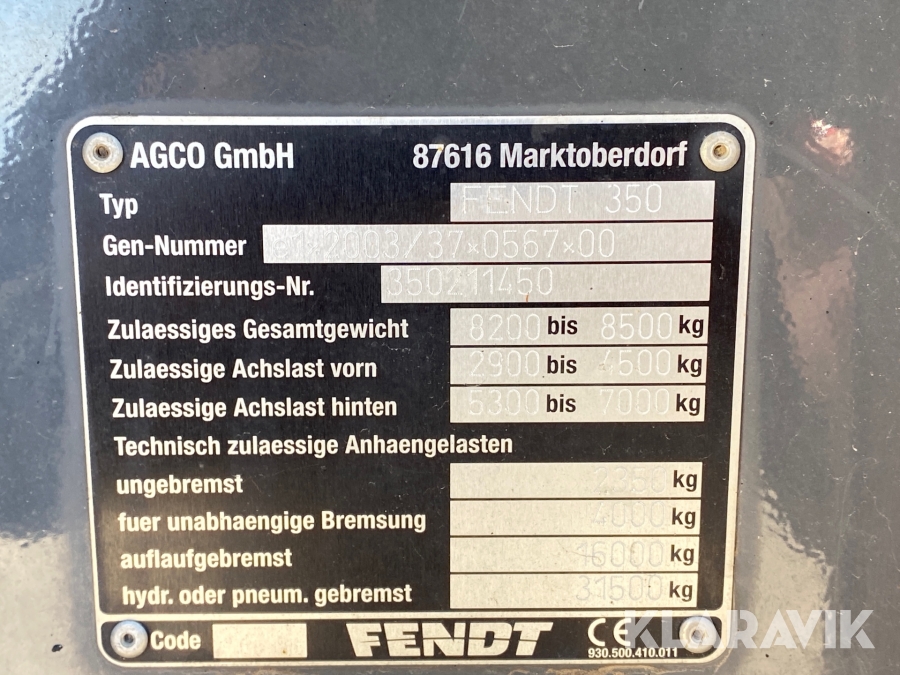 AGCO GmbH 87616 Marktoberdorf
Typ FENDT 350
Gen-Nummer e1*2003/37*0567*00
Identifizierungs-Nr. 350211450
Zulaessiges Gesamtgewicht 8200 bis 8500 kg
Zulaessige Achslast vorn 2900 bis 4500 kg
Zulaessige Achslast hinten 5300 bis 7000 kg
Technisch zulaessige Anhaengelasten
ungebremst 2350 kg
fuer unabhaengige Bremsung 4000 kg
auflaufgebremst 16000 kg
hydr. oder pneum. gebremst 31500 kg
Code FENDT CE
930.500.410.011
KLARAVIK